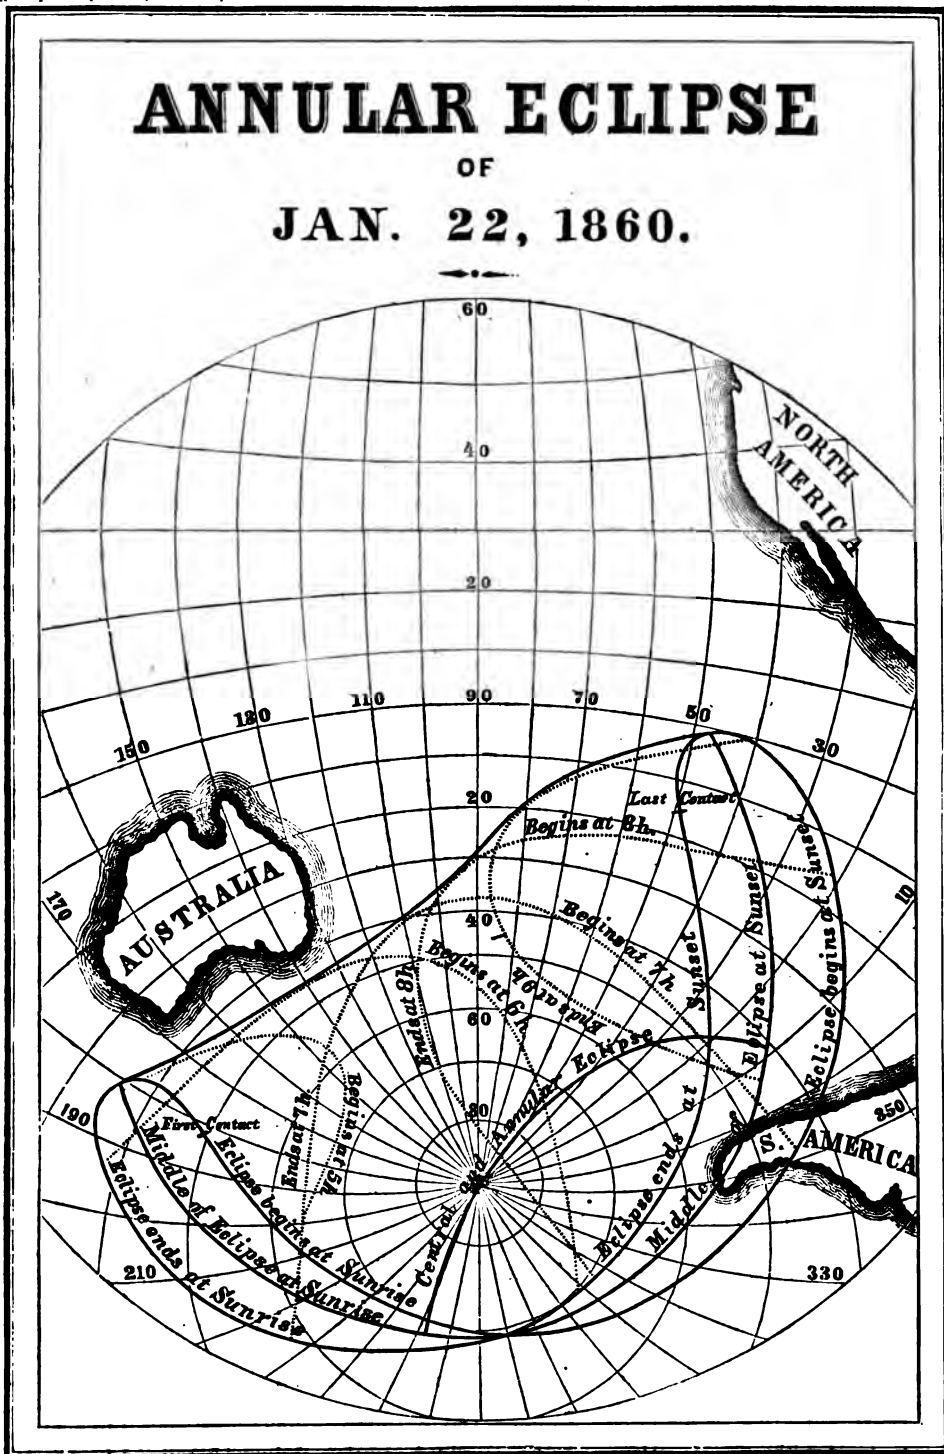 ANNULAR ECLIPSE
OF
JAN. 22, 1860.
60
40
NORTH
AMERICA
20
150
130
110
90
70
50
30
20
Last Contact
Begins at 8h.
AUSTRALIA
170
10
40
Begins at 7h
Begins at 6h
Ends at 9h
Ends at 8h
60
80
Central and Annular Eclipse
Eclipse ends at Sunset
Middle of Eclipse at Sunset
Eclipse begins at Sunset
190
First Contact
Ends at 7h
Begins at 5h
Eclipse begins at Sunrise
Middle of Eclipse at Sunrise
Eclipse ends at Sunrise
S. AMERICA
350
210
330